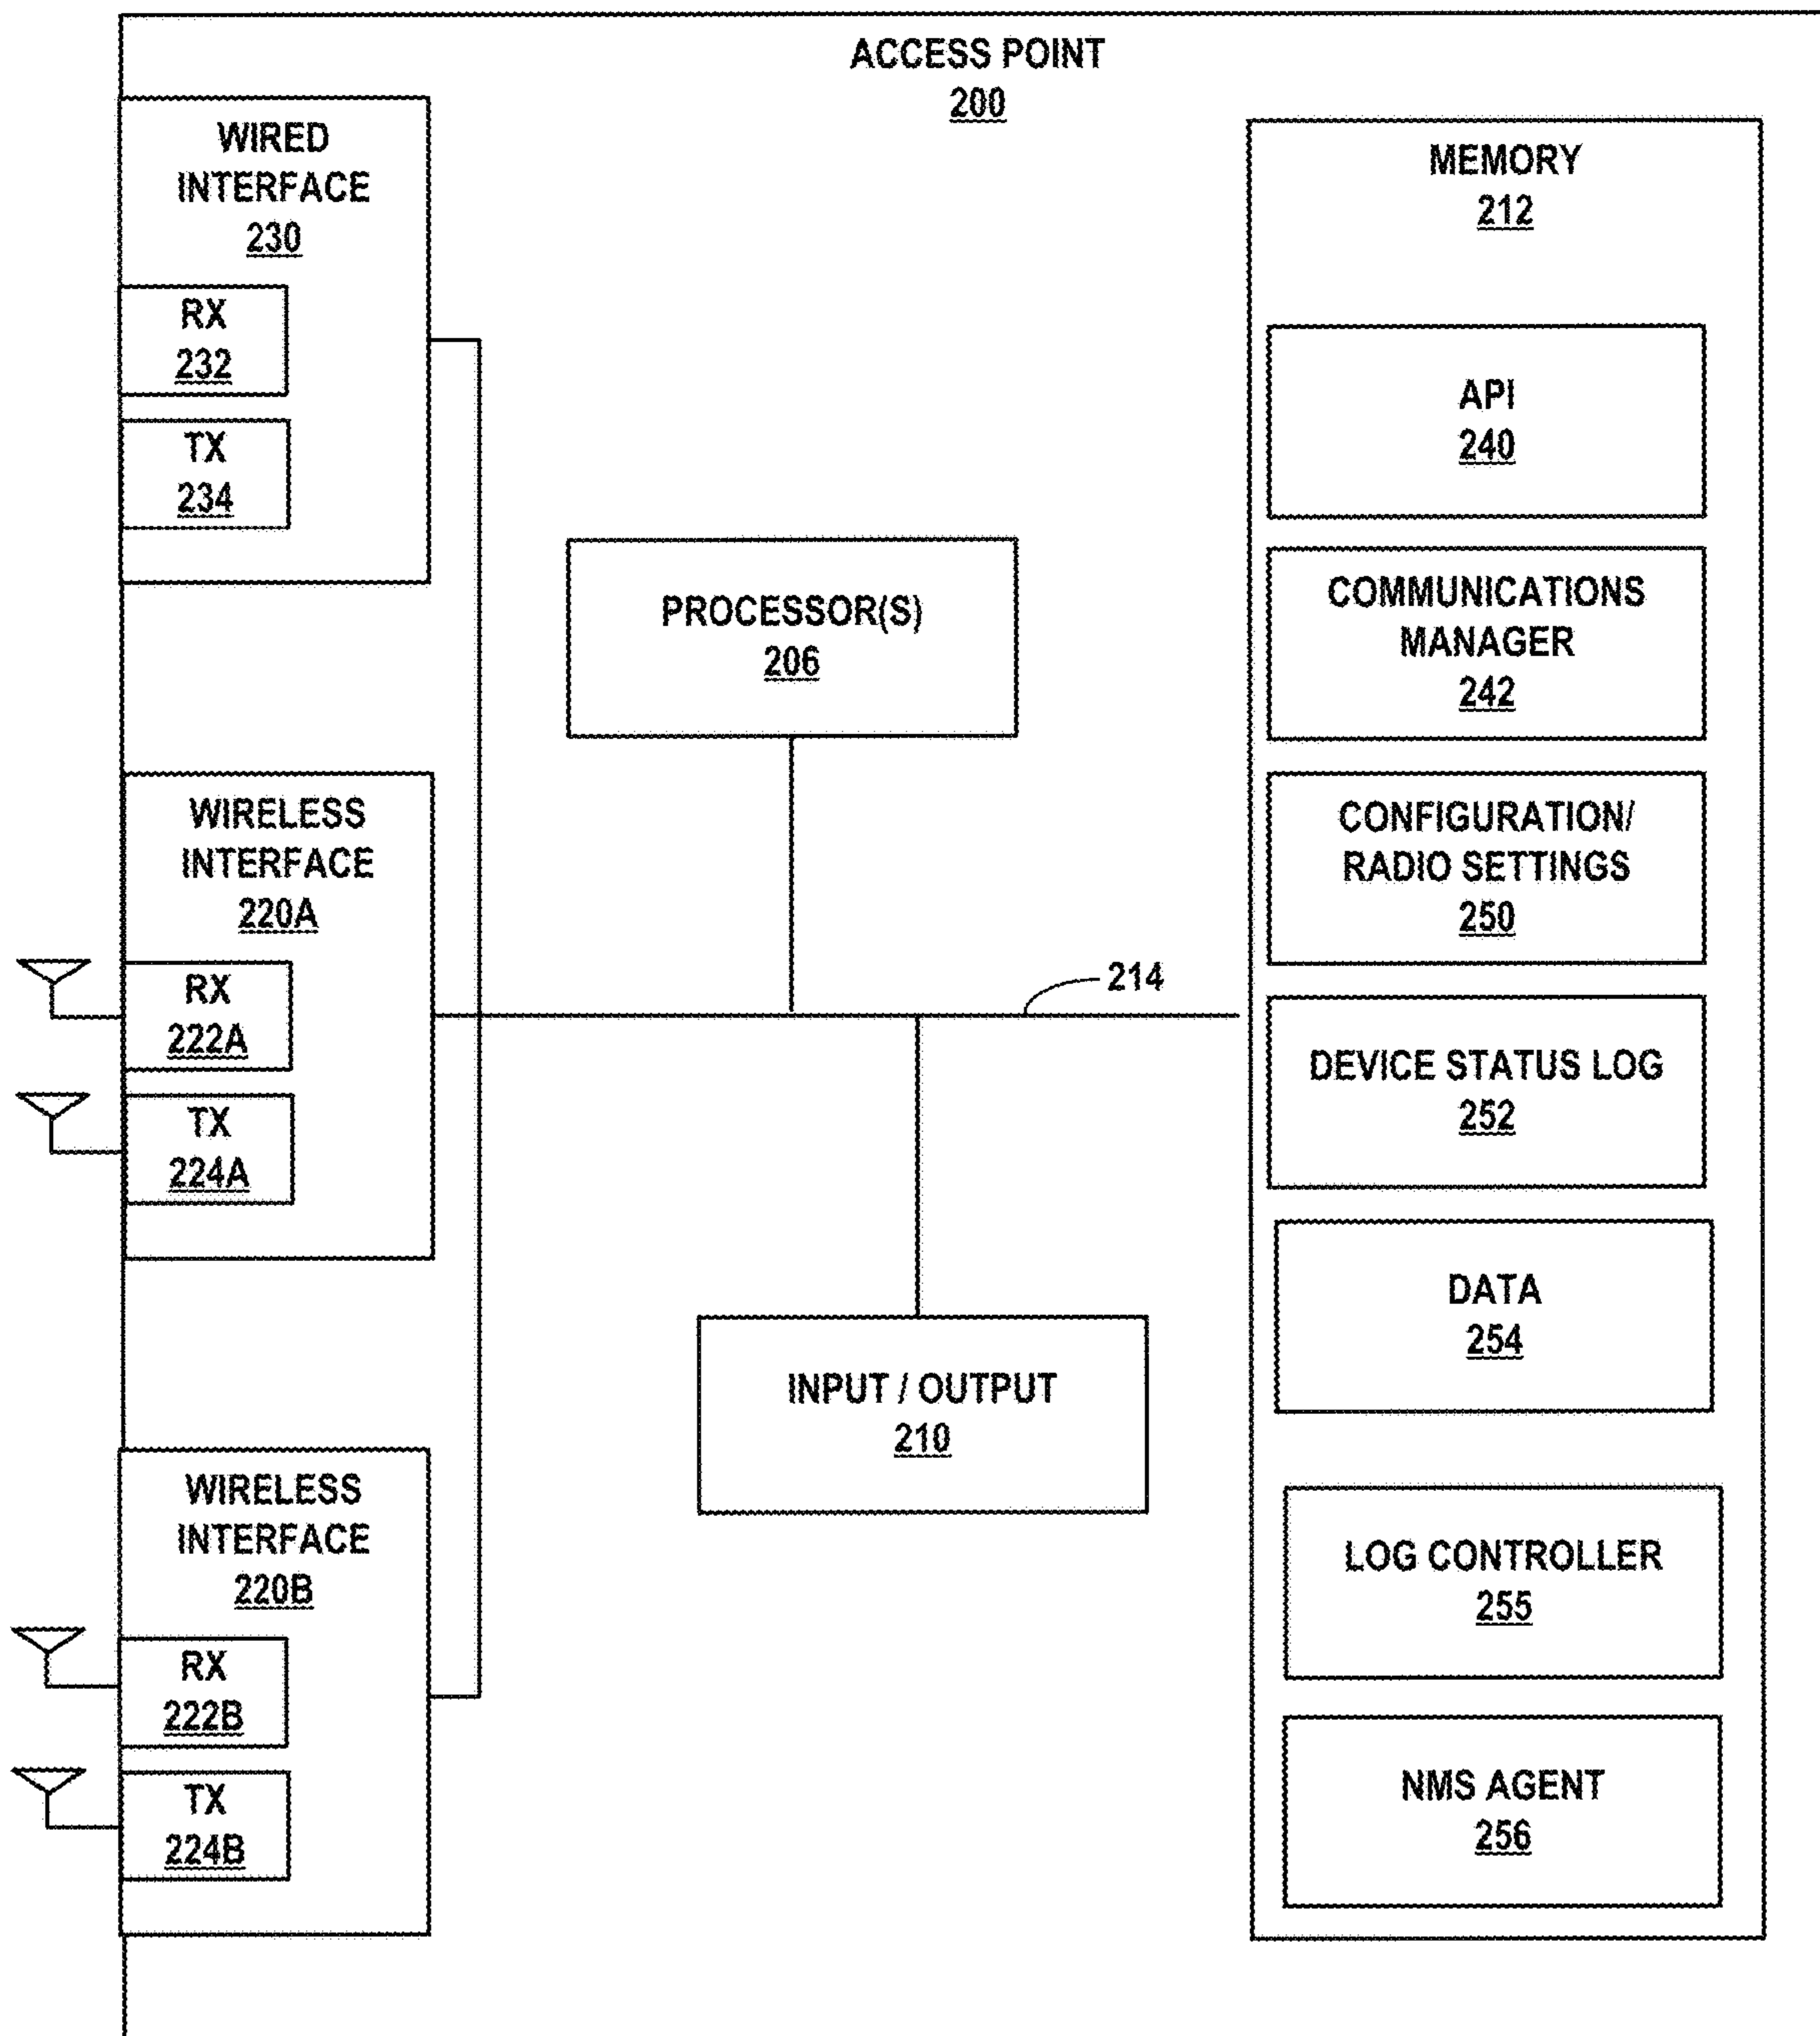 ACCESS POINT
200
WIRED
INTERFACE
230
RX
232
TX
234
WIRELESS
INTERFACE
220A
RX
222A
TX
224A
WIRELESS
INTERFACE
220B
RX
222B
TX
224B
PROCESSOR(S)
206
214
INPUT / OUTPUT
210
MEMORY
212
API
240
COMMUNICATIONS
MANAGER
242
CONFIGURATION/
RADIO SETTINGS
250
DEVICE STATUS LOG
252
DATA
254
LOG CONTROLLER
255
NMS AGENT
256